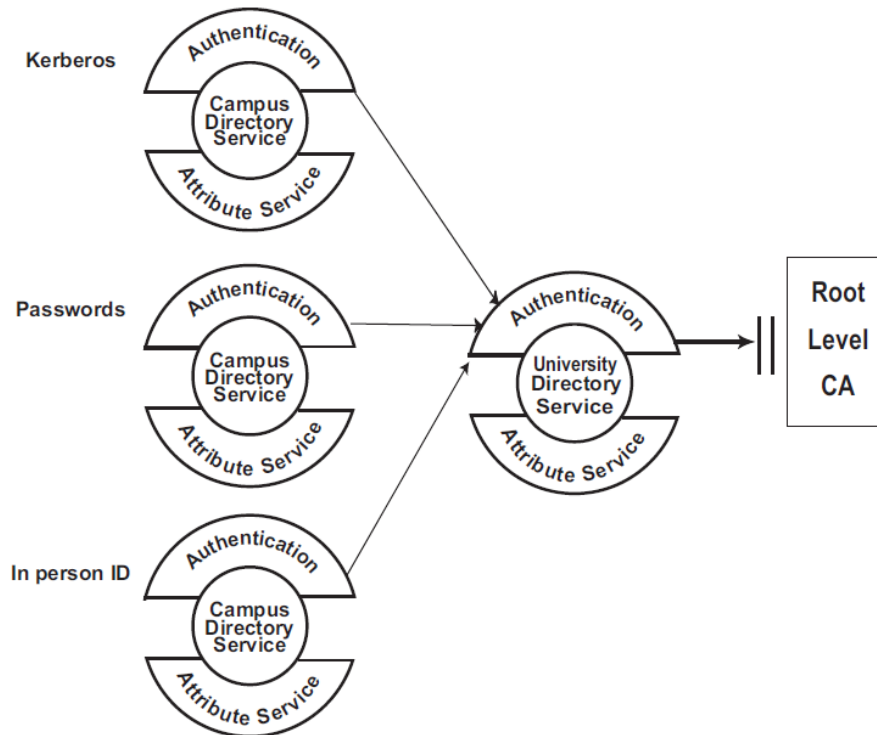 Kerberos
Authentication
Campus
Directory
Service
Attribute Service
Passwords
Authentication
Campus
Directory
Service
Attribute Service
In person ID
Authentication
Campus
Directory
Service
Attribute Service
Authentication
University
Directory
Service
Attribute Service
Root
Level
CA